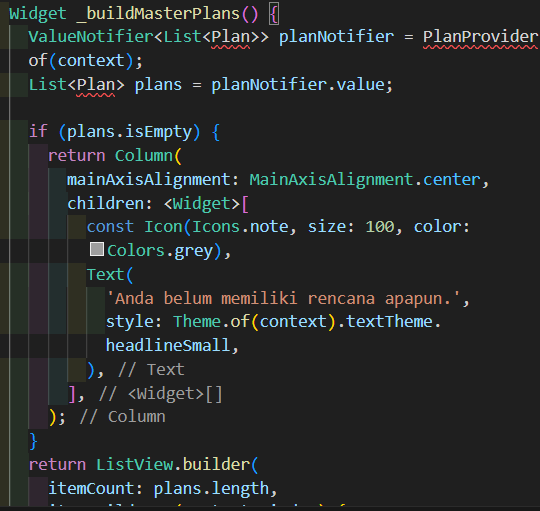 Widget _buildMasterPlans() {
ValueNotifier<List<Plan>> planNotifier = PlanProvider
of(context);
List<Plan> plans = planNotifier.value;
if (plans.isEmpty) {
return Column(
mainAxisAlignment: MainAxisAlignment.center,
children: <Widget>[
const Icon(Icons.note, size: 100, color:
Colors.grey),
Text(
'Anda belum memiliki rencana apapun.',
style: Theme.of(context).textTheme.
headlineSmall,
), // Text
], // <Widget>[]
); // Column
}
return ListView.builder(
itemCount: plans.length,